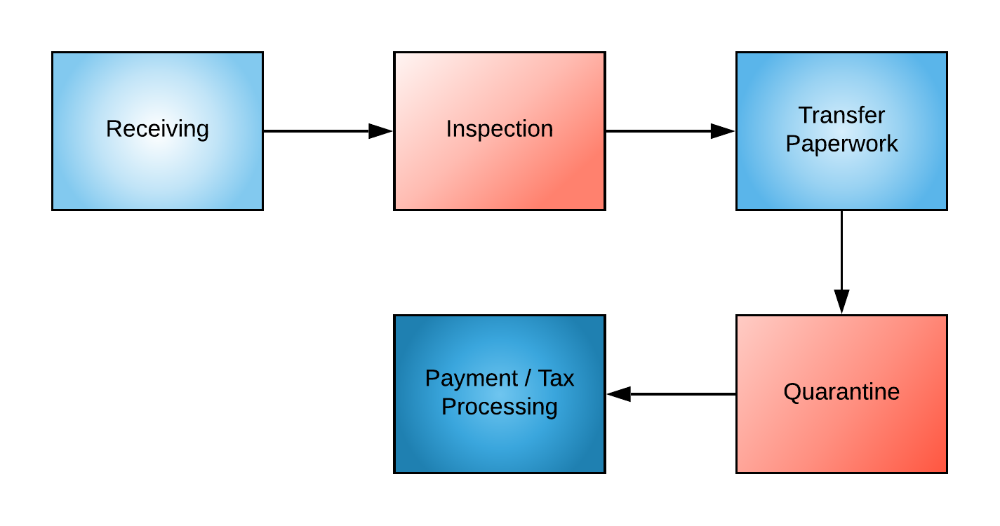 Receiving
Inspection
Transfer
Paperwork
Payment / Tax
Processing
Quarantine